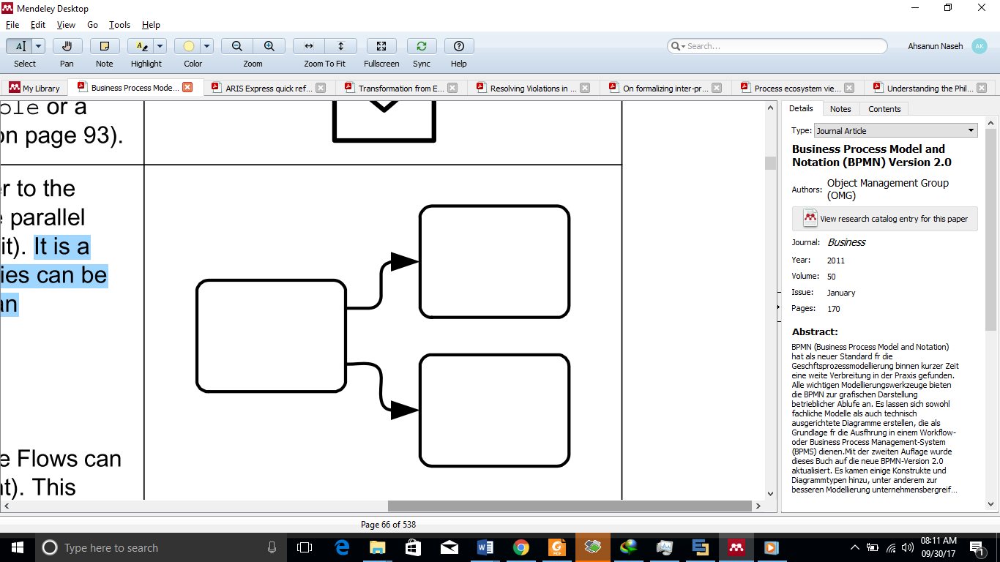 Mendeley Desktop
File Edit View Go Tools Help
Search...
Ahsanun Naseh AK
Select Pan Note Highlight Color Zoom Zoom To Fit Fullscreen Sync Help
My Library Business Process Mode... ARIS Express quick ref... Transformation from E... Resolving Violations in ... On formalizing inter-pr... Process ecosystem vie... Understanding the Phil...
ole or a
on page 93).
r to the
parallel
it). It is a
ies can be
an
e Flows can
nt). This
Details Notes Contents
Type: Journal Article
Business Process Model and
Notation (BPMN) Version 2.0
Authors: Object Management Group
(OMG)
View research catalog entry for this paper
Journal: Business
Year: 2011
Volume: 50
Issue: January
Pages: 170
Abstract:
BPMN (Business Process Model and Notation)
hat als neuer Standard fr die
Geschftsprozessmodellierung binnen kurzer Zeit
eine weite Verbreitung in der Praxis gefunden.
Alle wichtigen Modellierungswerkzeuge bieten
die BPMN zur grafischen Darstellung
betrieblicher Ablufe an. Es lassen sich sowohl
fachliche Modelle als auch technisch
ausgerichtete Diagramme erstellen, die als
Grundlage fr die Ausfhrung in einem Workflow-
oder Business Process Management-System
(BPMS) dienen.Mit der zweiten Auflage wurde
dieses Buch auf die neue BPMN-Version 2.0
aktualisiert. Es kamen einige Konstrukte und
Diagrammtypen hinzu, unter anderem zur
besseren Modellierung unternehmensbergreif...
Page 66 of 538
Type here to search
08:11 AM
09/30/17